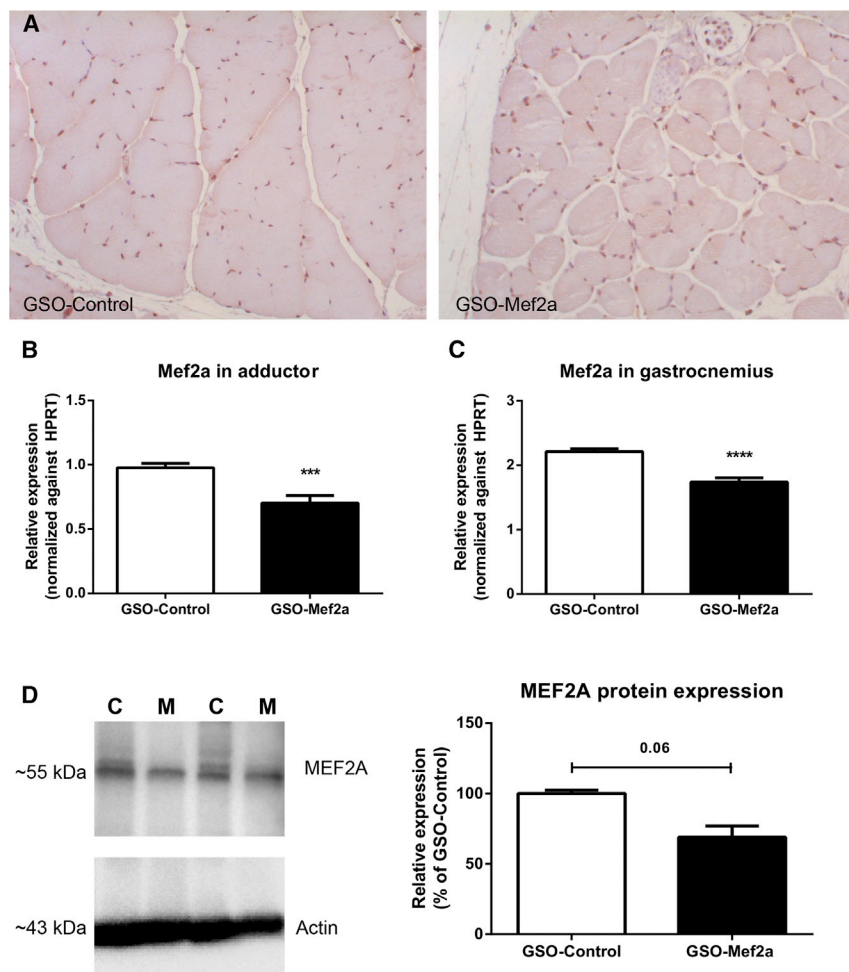 A
GSO-Control
GSO-Mef2a
B
Mef2a in adductor
Relative expression
(normalized against HPRT)
1.5
1.0
0.5
0.0
***
GSO-Control
GSO-Mef2a
C
Mef2a in gastrocnemius
Relative expression
(normalized against HPRT)
3
2
1
0
****
GSO-Control
GSO-Mef2a
D
C M C M
~55 kDa
MEF2A
~43 kDa
Actin
MEF2A protein expression
Relative expression
(% of GSO-Control)
150
100
50
0
0.06
GSO-Control
GSO-Mef2a